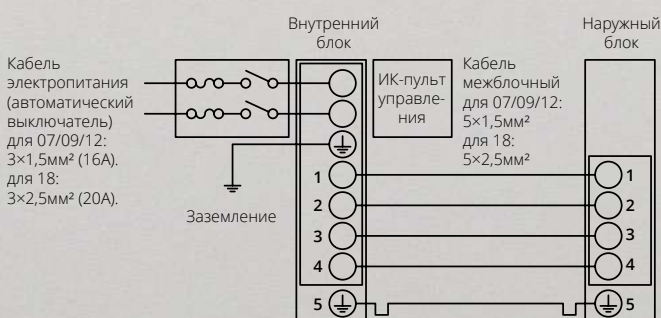 Внутренний
блок
Наружный
блок
Кабель
электропитания
(автоматический
выключатель)
для 07/09/12:
3×1,5мм² (16А).
для 18:
3×2,5мм² (20А).
Заземление
ИК-пульт
управле-
ния
Кабель
межблочный
для 07/09/12:
5×1,5мм²
для 18:
5×2,5мм²
1
2
3
4
5
1
2
3
4
5